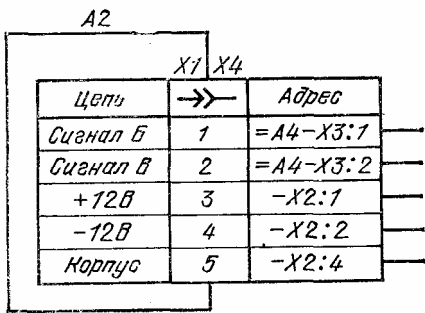 A2
X1 X4
Цепь Адрес
Сигнал Б 1 =A4-X3:1
Сигнал В 2 =A4-X3:2
+12В 3 -X2:1
-12В 4 -X2:2
Корпус 5 -X2:4